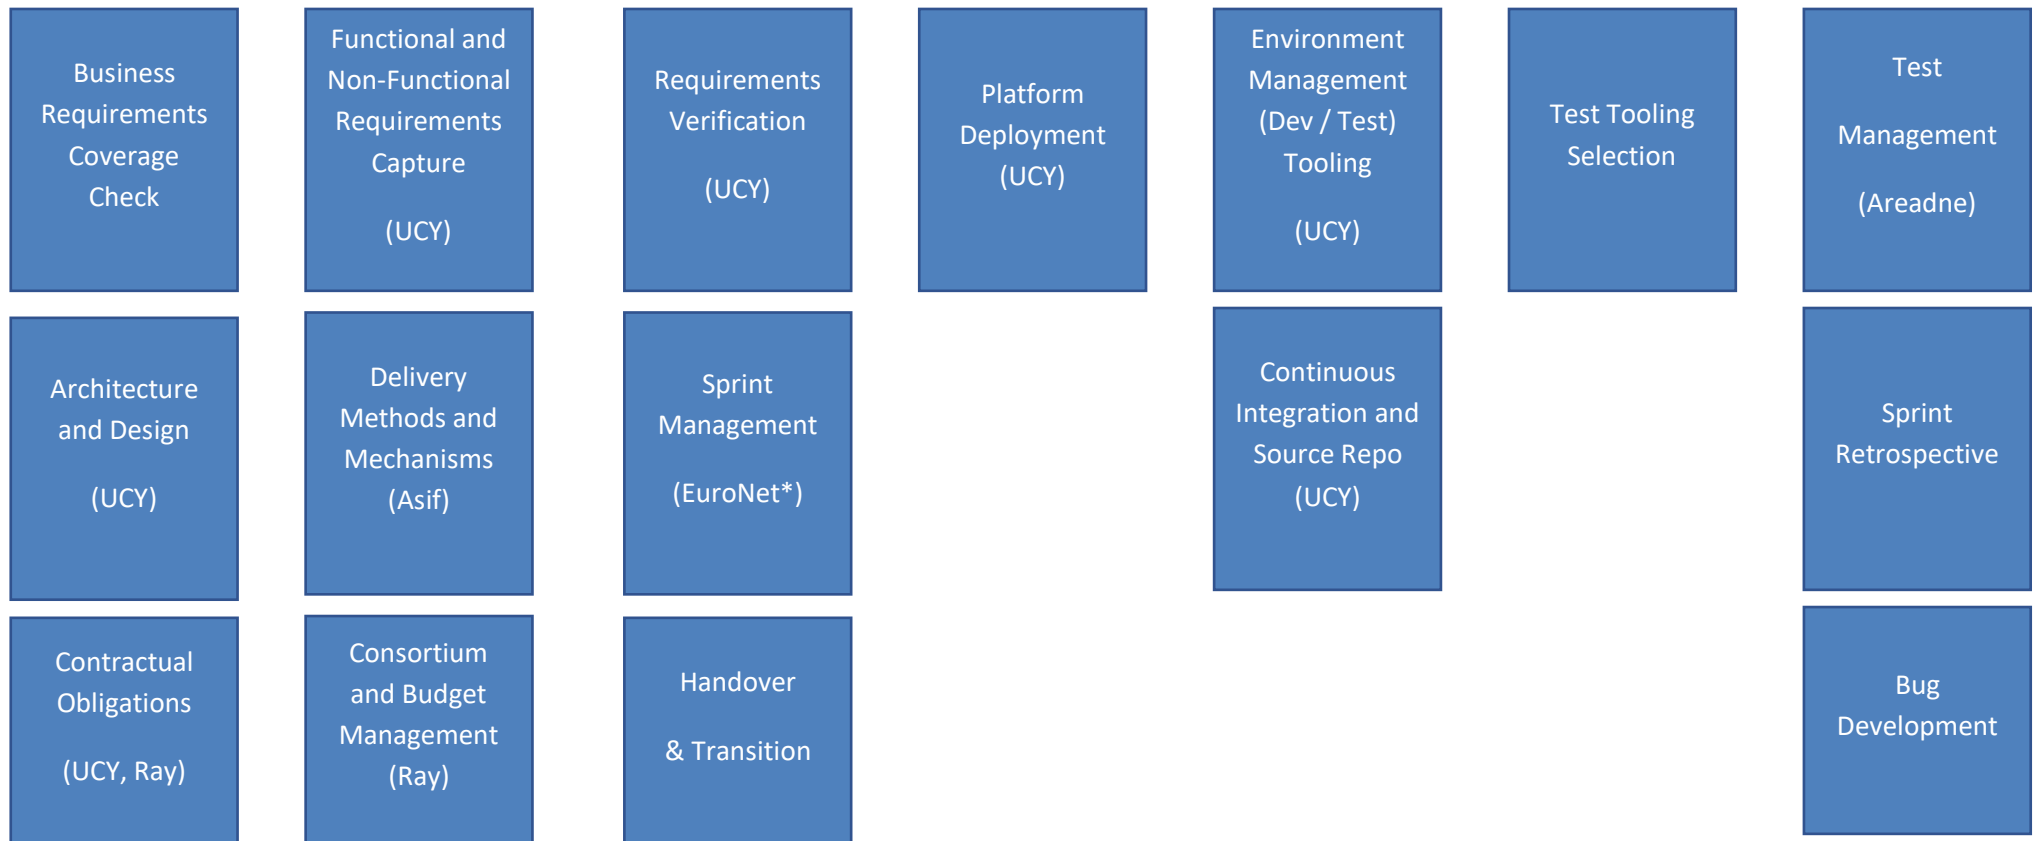 Business
Requirements
Coverage
Check
Functional and
Non-Functional
Requirements
Capture
(UCY)
Requirements
Verification
(UCY)
Platform
Deployment
(UCY)
Environment
Management
(Dev / Test)
Tooling
(UCY)
Test Tooling
Selection
Test
Management
(Areadne)
Architecture
and Design
(UCY)
Delivery
Methods and
Mechanisms
(Asif)
Sprint
Management
(EuroNet*)
Continuous
Integration and
Source Repo
(UCY)
Sprint
Retrospective
Contractual
Obligations
(UCY, Ray)
Consortium
and Budget
Management
(Ray)
Handover
& Transition
Bug
Development